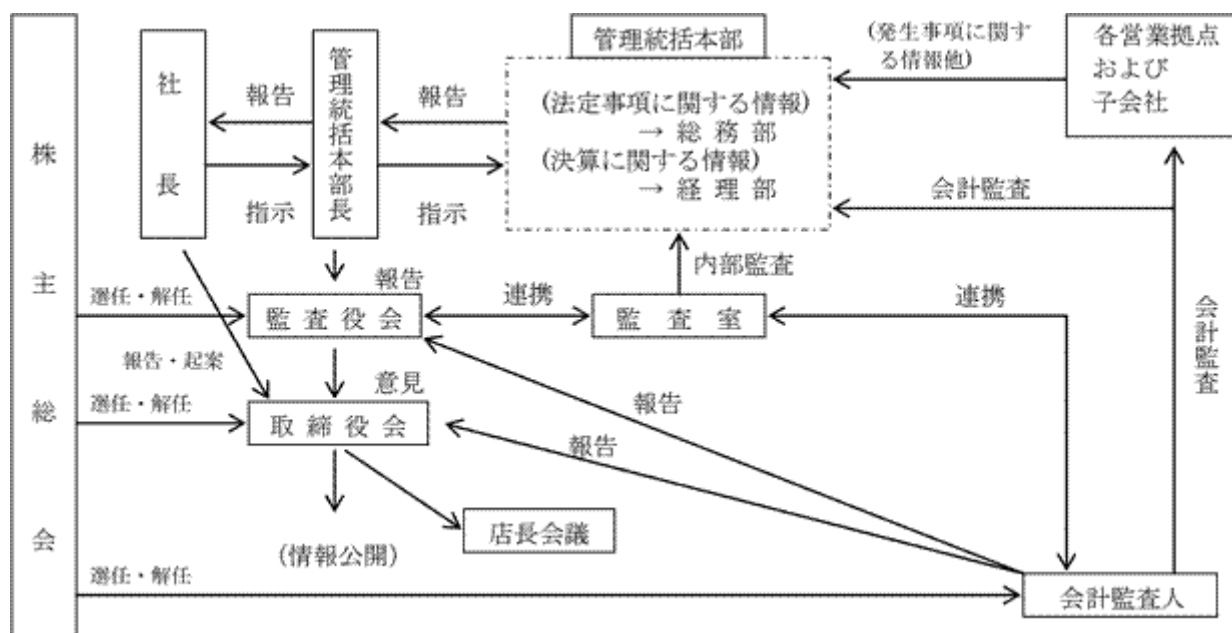 株主総会
社長
管理統括本部長
管理統括本部
(発生事項に関す
る情報他)
各営業拠点
および
子会社
報告
報告
(法定事項に関する情報)
→ 総 務 部
(決算に関する情報)
→ 経 理 部
指示
指示
会計監査
内部監査
報告
選任・解任
監 査 役 会
連携
監 査 室
連携
会計監査
報告・起案
意見
選任・解任
取 締 役 会
報告
報告
店長会議
(情報公開)
選任・解任
会計監査人